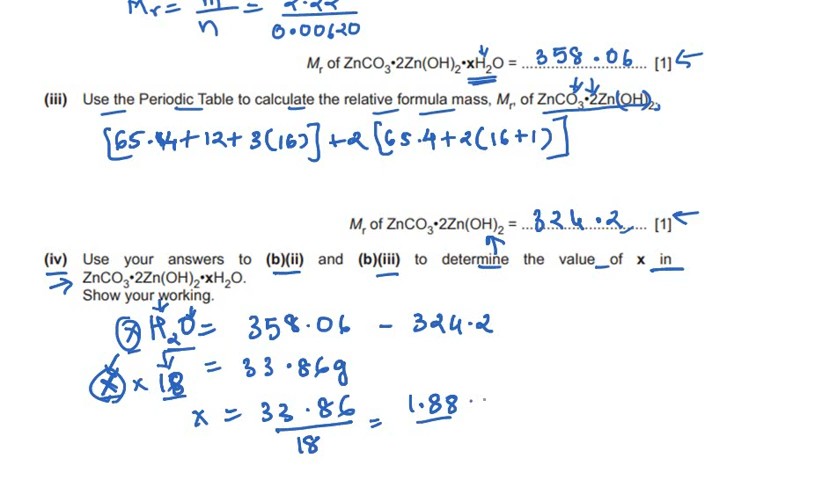 Mr = m/n = 2.22/0.00620
Mr of ZnCO3•2Zn(OH)2•xH2O = ...358.06... [1]
(iii) Use the Periodic Table to calculate the relative formula mass, Mr, of ZnCO3•2Zn(OH)2.
[65.4+12+3(16)]+2[65.4+2(16+1)]
Mr of ZnCO3•2Zn(OH)2 = ...324.2... [1]
(iv) Use your answers to (b)(ii) and (b)(iii) to determine the value of x in
ZnCO3•2Zn(OH)2•xH2O.
Show your working.
x H2O = 358.06 - 324.2
x × 18 = 33.86g
x = 33.86/18 = 1.88..